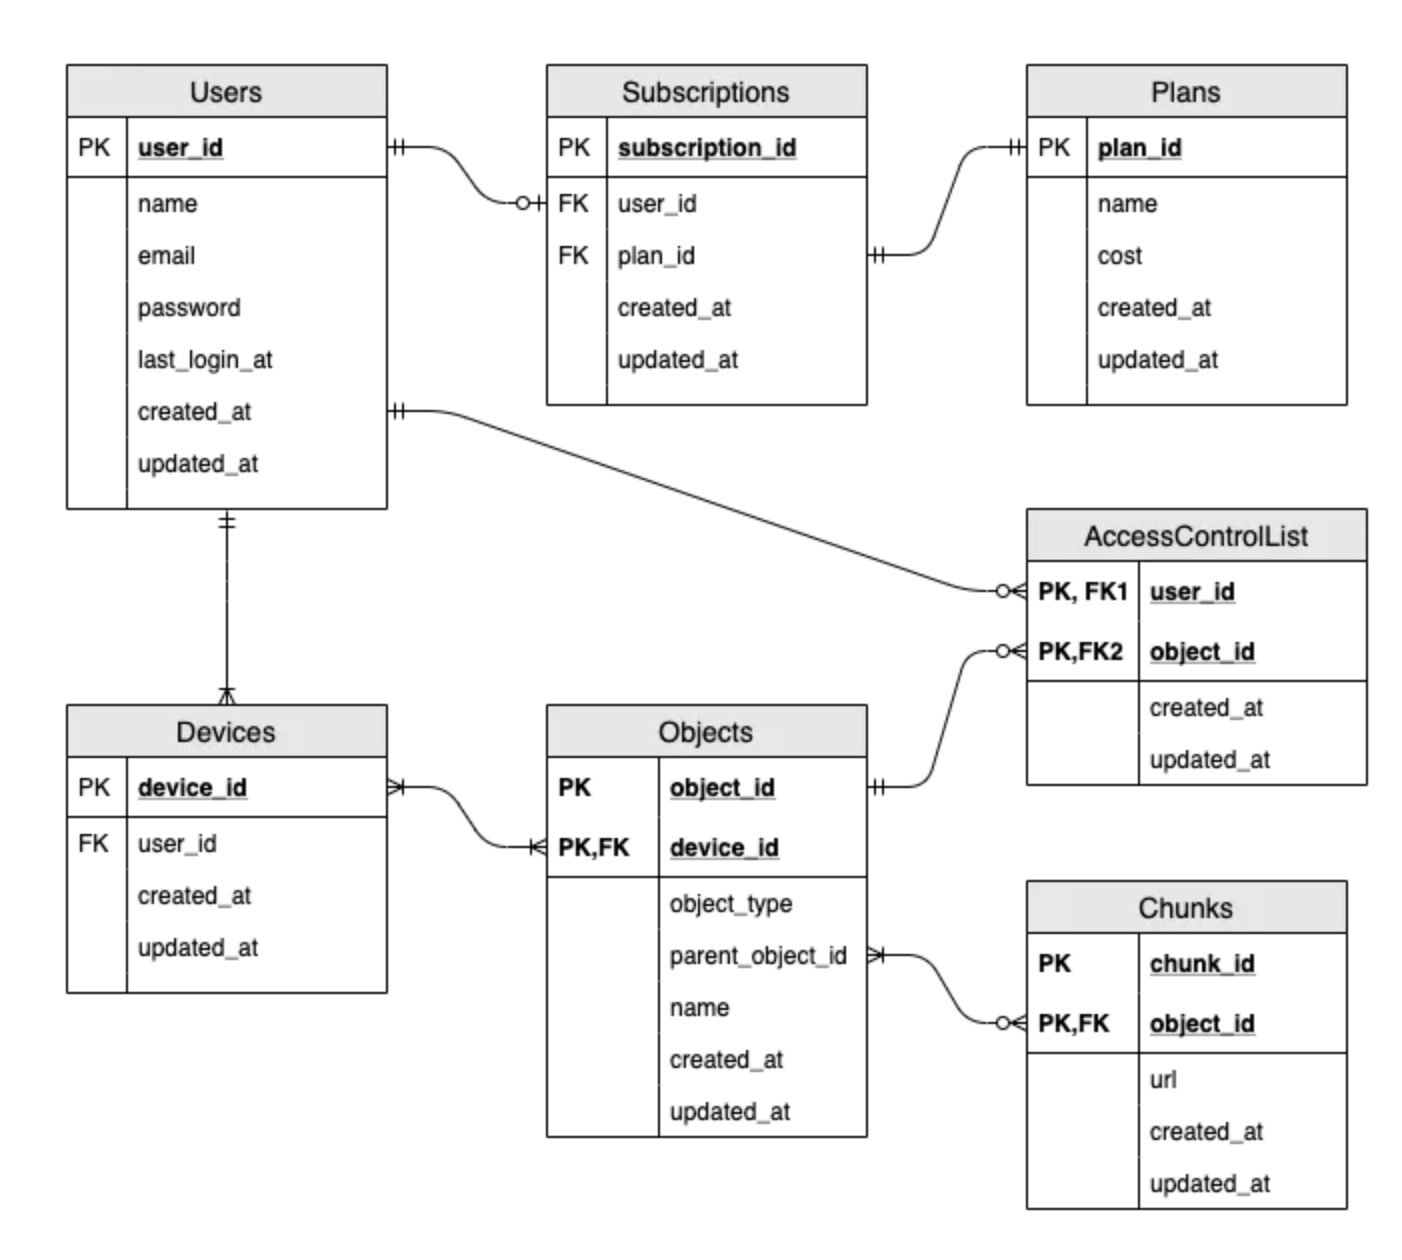 Users
PK user_id
name
email
password
last_login_at
created_at
updated_at
Subscriptions
PK subscription_id
FK user_id
FK plan_id
created_at
updated_at
Plans
PK plan_id
name
cost
created_at
updated_at
AccessControlList
PK, FK1 user_id
PK,FK2 object_id
created_at
updated_at
Devices
PK device_id
FK user_id
created_at
updated_at
Objects
PK object_id
PK,FK device_id
object_type
parent_object_id
name
created_at
updated_at
Chunks
PK chunk_id
PK,FK object_id
url
created_at
updated_at